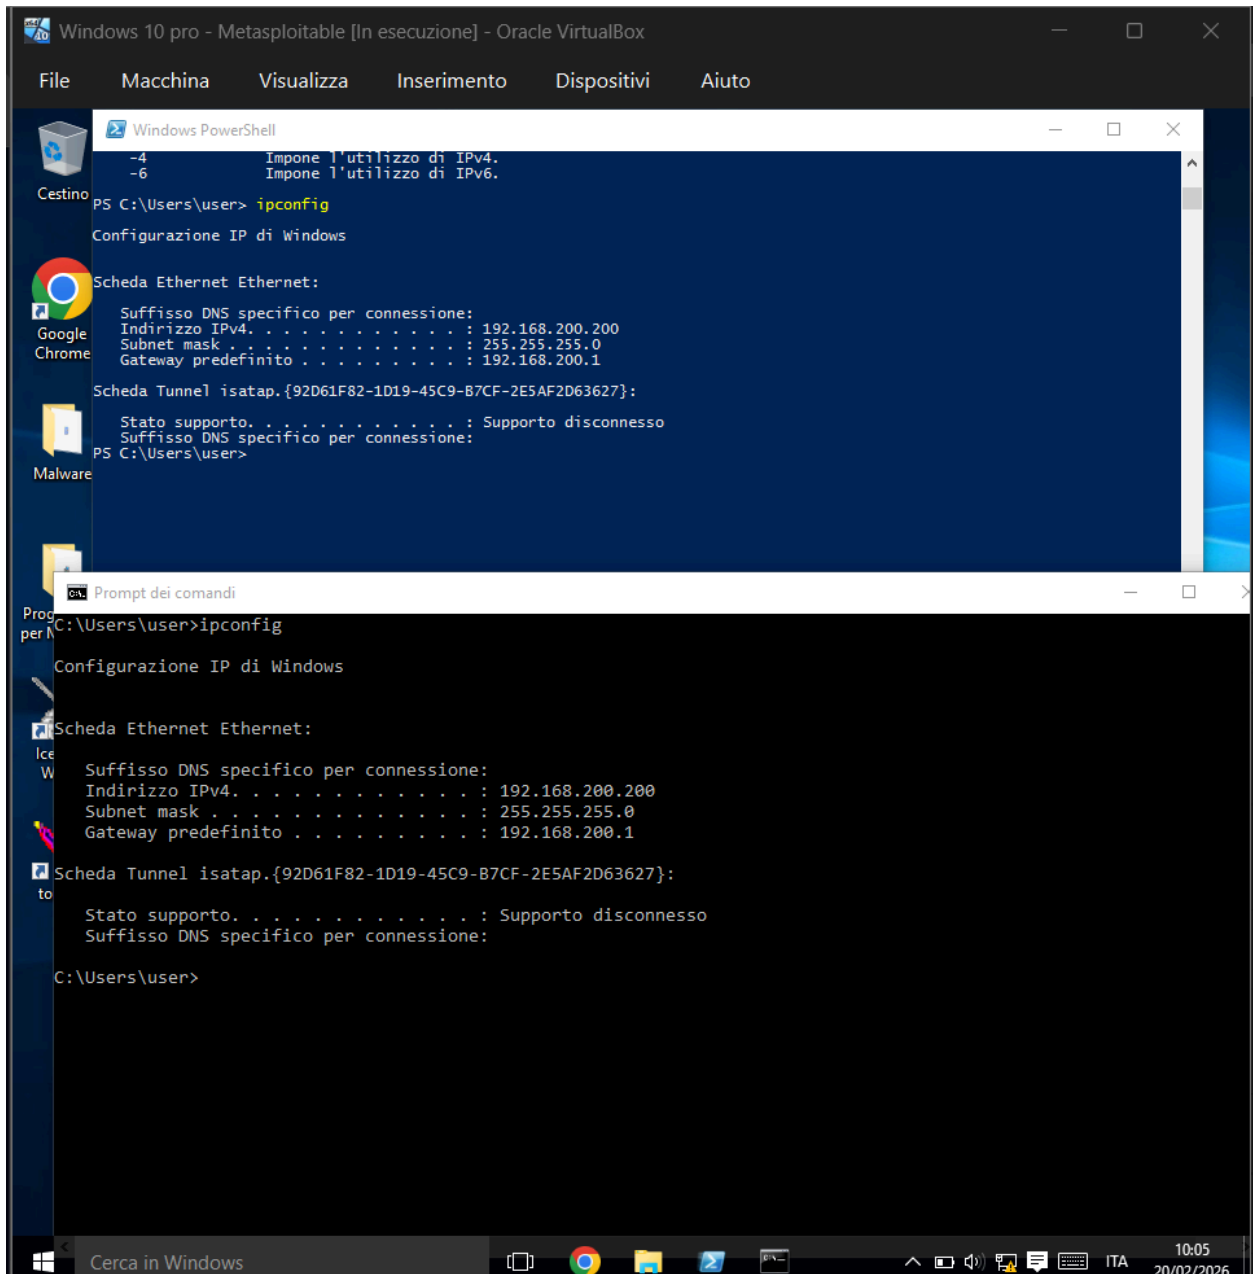 Windows 10 pro - Metasploitable [In esecuzione] - Oracle VirtualBox
File Macchina Visualizza Inserimento Dispositivi Aiuto
Cestino
Google
Chrome
Malware
Prog
per
Ice
W
to
Windows PowerShell
-4 Impone l'utilizzo di IPv4.
-6 Impone l'utilizzo di IPv6.
PS C:\Users\user> ipconfig
Configurazione IP di Windows
Scheda Ethernet Ethernet:
Suffisso DNS specifico per connessione:
Indirizzo IPv4. . . . . . . . . . . . : 192.168.200.200
Subnet mask . . . . . . . . . . . . . : 255.255.255.0
Gateway predefinito . . . . . . . . . : 192.168.200.1
Scheda Tunnel isatap.{92D61F82-1D19-45C9-B7CF-2E5AF2D63627}:
Stato supporto. . . . . . . . . . . . : Supporto disconnesso
Suffisso DNS specifico per connessione:
PS C:\Users\user>
Prompt dei comandi
C:\Users\user>ipconfig
Configurazione IP di Windows
Scheda Ethernet Ethernet:
Suffisso DNS specifico per connessione:
Indirizzo IPv4. . . . . . . . . . . . : 192.168.200.200
Subnet mask . . . . . . . . . . . . . : 255.255.255.0
Gateway predefinito . . . . . . . . . : 192.168.200.1
Scheda Tunnel isatap.{92D61F82-1D19-45C9-B7CF-2E5AF2D63627}:
Stato supporto. . . . . . . . . . . . : Supporto disconnesso
Suffisso DNS specifico per connessione:
C:\Users\user>
Cerca in Windows
ITA
10:05
20/02/2026